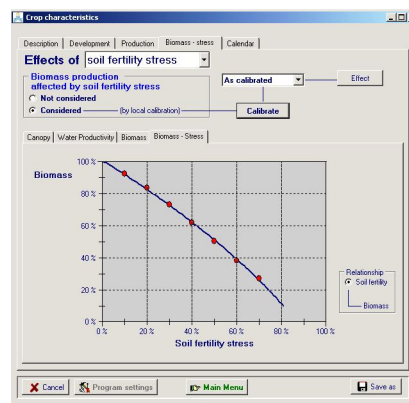 Crop characteristics
Description Development Production Biomass - stress Calendar
Effects of soil fertility stress
Biomass production
affected by soil fertility stress
Not considered
Considered (by local calibration)
As calibrated
Effect
Calibrate
Canopy Water Productivity Biomass Biomass - Stress
Biomass
100 %
80 %
60 %
40 %
20 %
0 %
0 % 20 % 40 % 60 % 80 % 100 %
Soil fertility stress
Relationship
Soil fertility
Biomass
Cancel Program settings Main Menu Save as